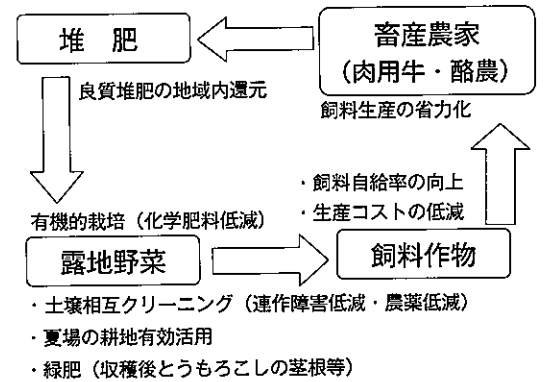 堆 肥
畜産農家
（肉用牛・酪農）
良質堆肥の地域内還元
飼料生産の省力化
・飼料自給率の向上
・生産コストの低減
有機的栽培（化学肥料低減）
露地野菜
飼料作物
・土壌相互クリーニング（連作障害低減・農薬低減）
・夏場の耕地有効活用
・緑肥（収穫後とうもろこしの茎根等）